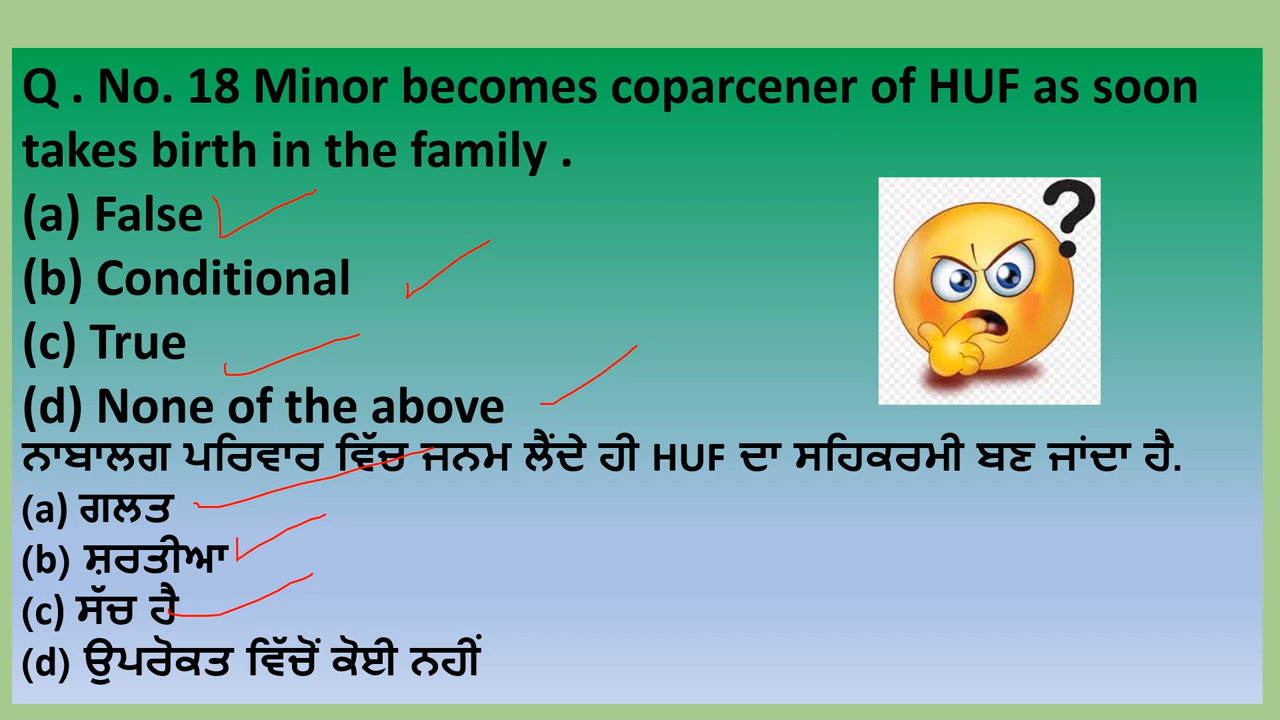 Q . No. 18 Minor becomes coparcener of HUF as soon
takes birth in the family .
(a) False
(b) Conditional
(c) True
(d) None of the above
ਨਾਬਾਲਗ ਪਰਿਵਾਰ ਵਿੱਚ ਜਨਮ ਲੈਂਦੇ ਹੀ HUF ਦਾ ਸਹਿਕਰਮੀ ਬਣ ਜਾਂਦਾ ਹੈ.
(a) ਗਲਤ
(b) ਸ਼ਰਤੀਆ
(c) ਸੱਚ ਹੈ
(d) ਉਪਰੋਕਤ ਵਿੱਚੋਂ ਕੋਈ ਨਹੀਂ
?